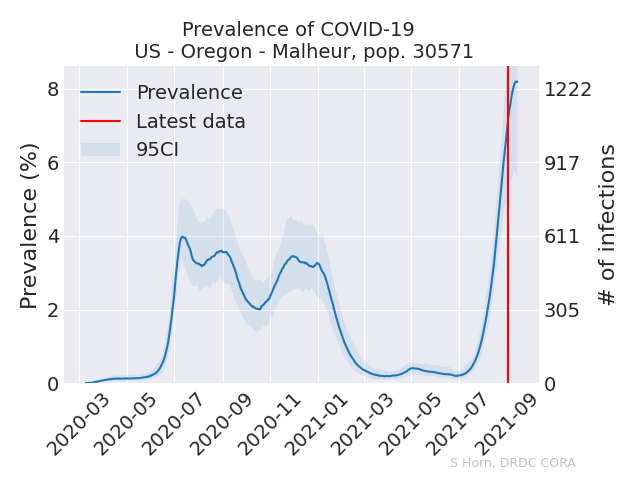 Prevalence of COVID-19
US - Oregon - Malheur, pop. 30571
Prevalence
Latest data
95CI
Prevalence (%)
8
6
4
2
0
1222
917
611
305
0
# of infections
2020-03
2020-05
2020-07
2020-09
2020-11
2021-01
2021-03
2021-05
2021-07
2021-09
S Horn, DRDC CORA